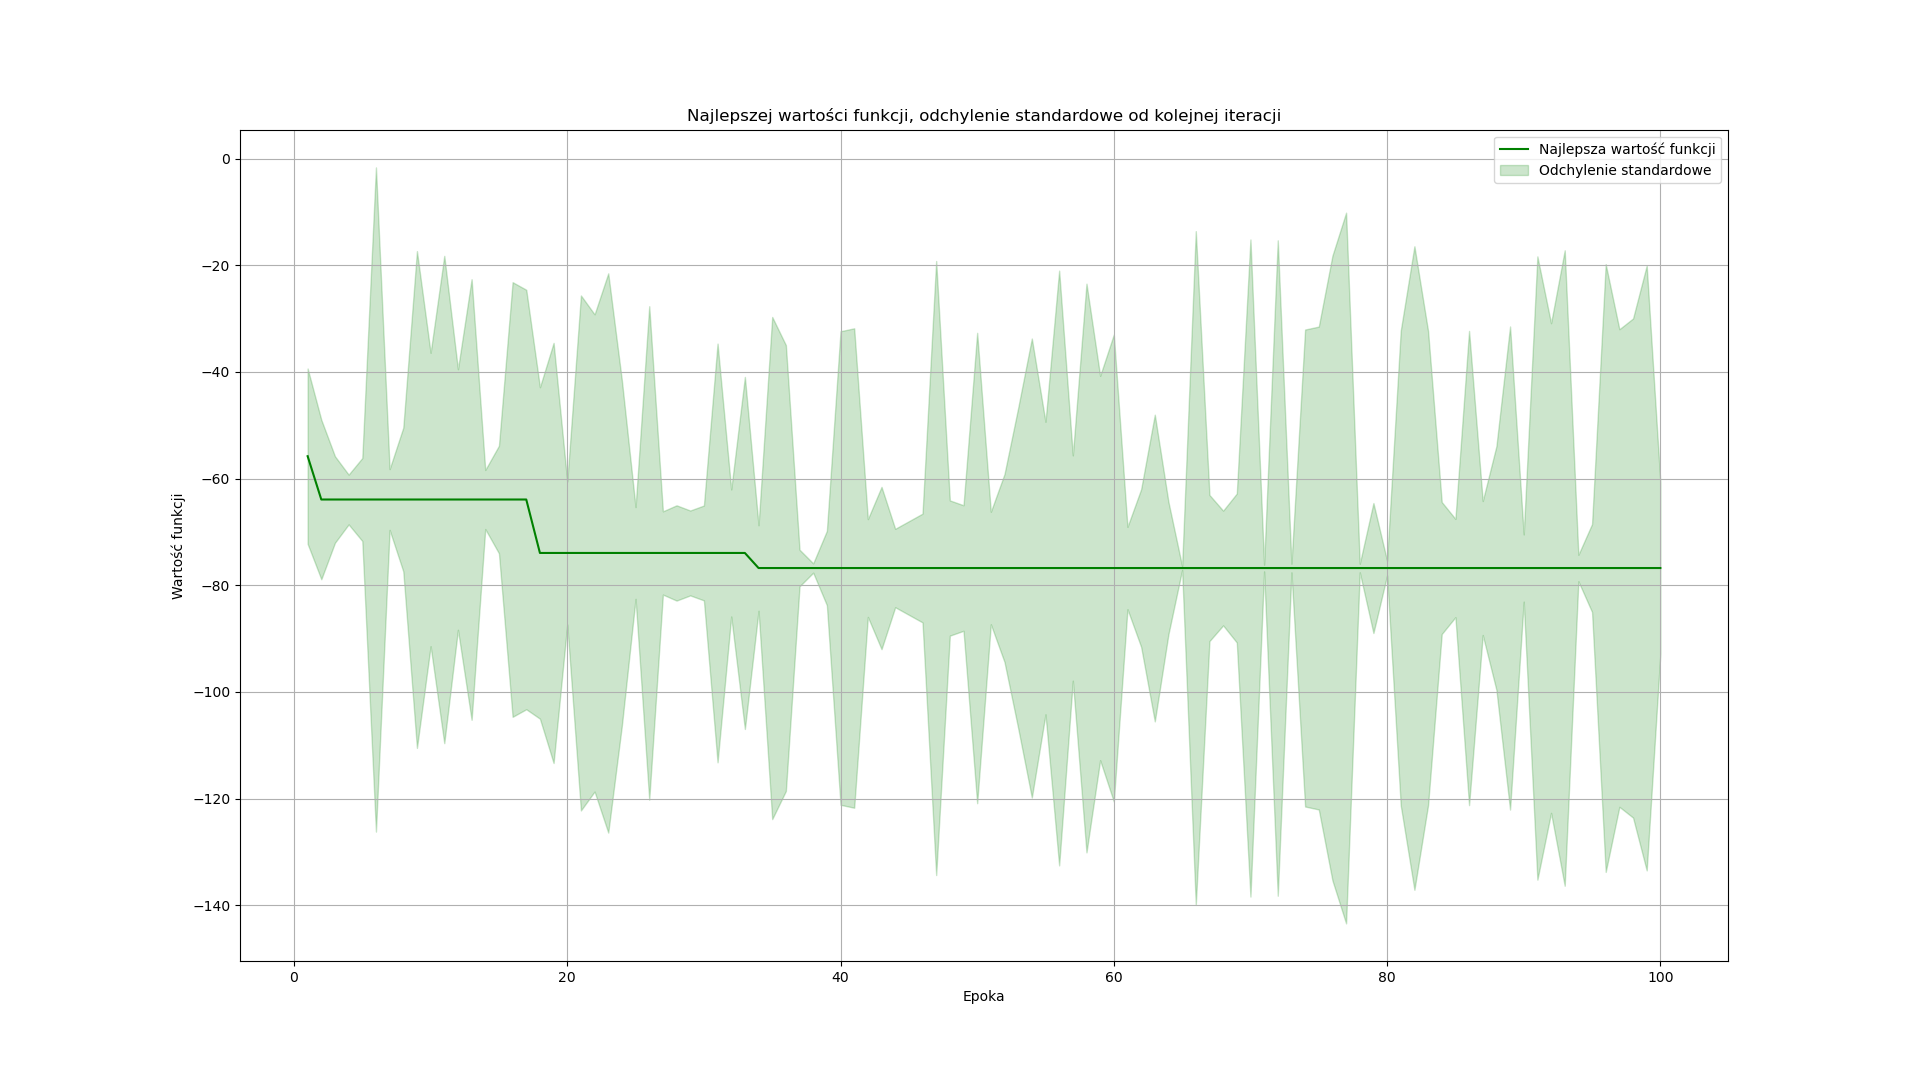 Najlepszej wartości funkcji, odchylenie standardowe od kolejnej iteracji
Najlepsza wartość funkcji
Odchylenie standardowe
Wartość funkcji
0
−20
−40
−60
−80
−100
−120
−140
0 20 40 60 80 100
Epoka